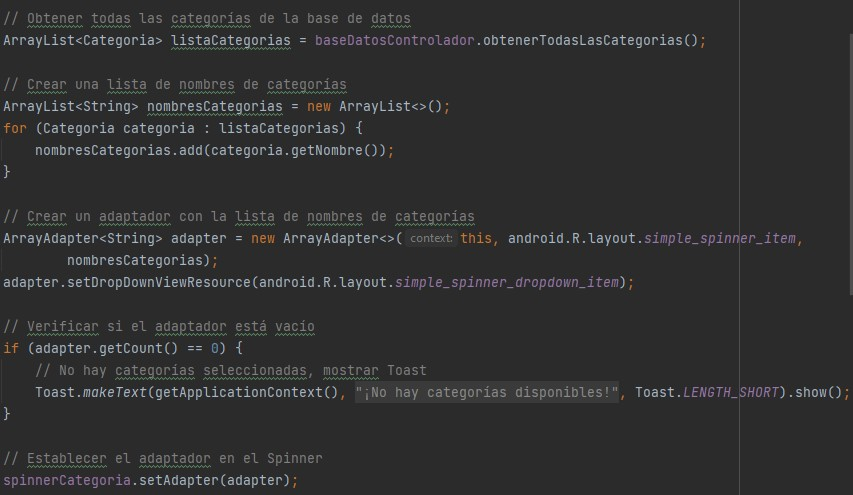 // Obtener todas las categorías de la base de datos
ArrayList<Categoria> listaCategorias = baseDatosControlador.obtenerTodasLasCategorias();
// Crear una lista de nombres de categorías
ArrayList<String> nombresCategorias = new ArrayList<>();
for (Categoria categoria : listaCategorias) {
nombresCategorias.add(categoria.getNombre());
}
// Crear un adaptador con la lista de nombres de categorías
ArrayAdapter<String> adapter = new ArrayAdapter<>( context: this, android.R.layout.simple_spinner_item,
nombresCategorias);
adapter.setDropDownViewResource(android.R.layout.simple_spinner_dropdown_item);
// Verificar si el adaptador está vacío
if (adapter.getCount() == 0) {
// No hay categorías seleccionadas, mostrar Toast
Toast.makeText(getApplicationContext(), "¡No hay categorías disponibles!", Toast.LENGTH_SHORT).show();
}
// Establecer el adaptador en el Spinner
spinnerCategoria.setAdapter(adapter);